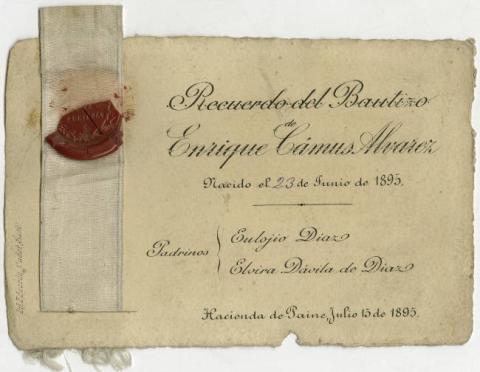 Recuerdo del Bautizo
de
Enrique Cámus Alvarez
Nacido el 23 de Junio de 1895.
Padrinos { Eulojio Diaz
Elvira Dávila de Diaz
Hacienda de Paine, Julio 15 de 1895.